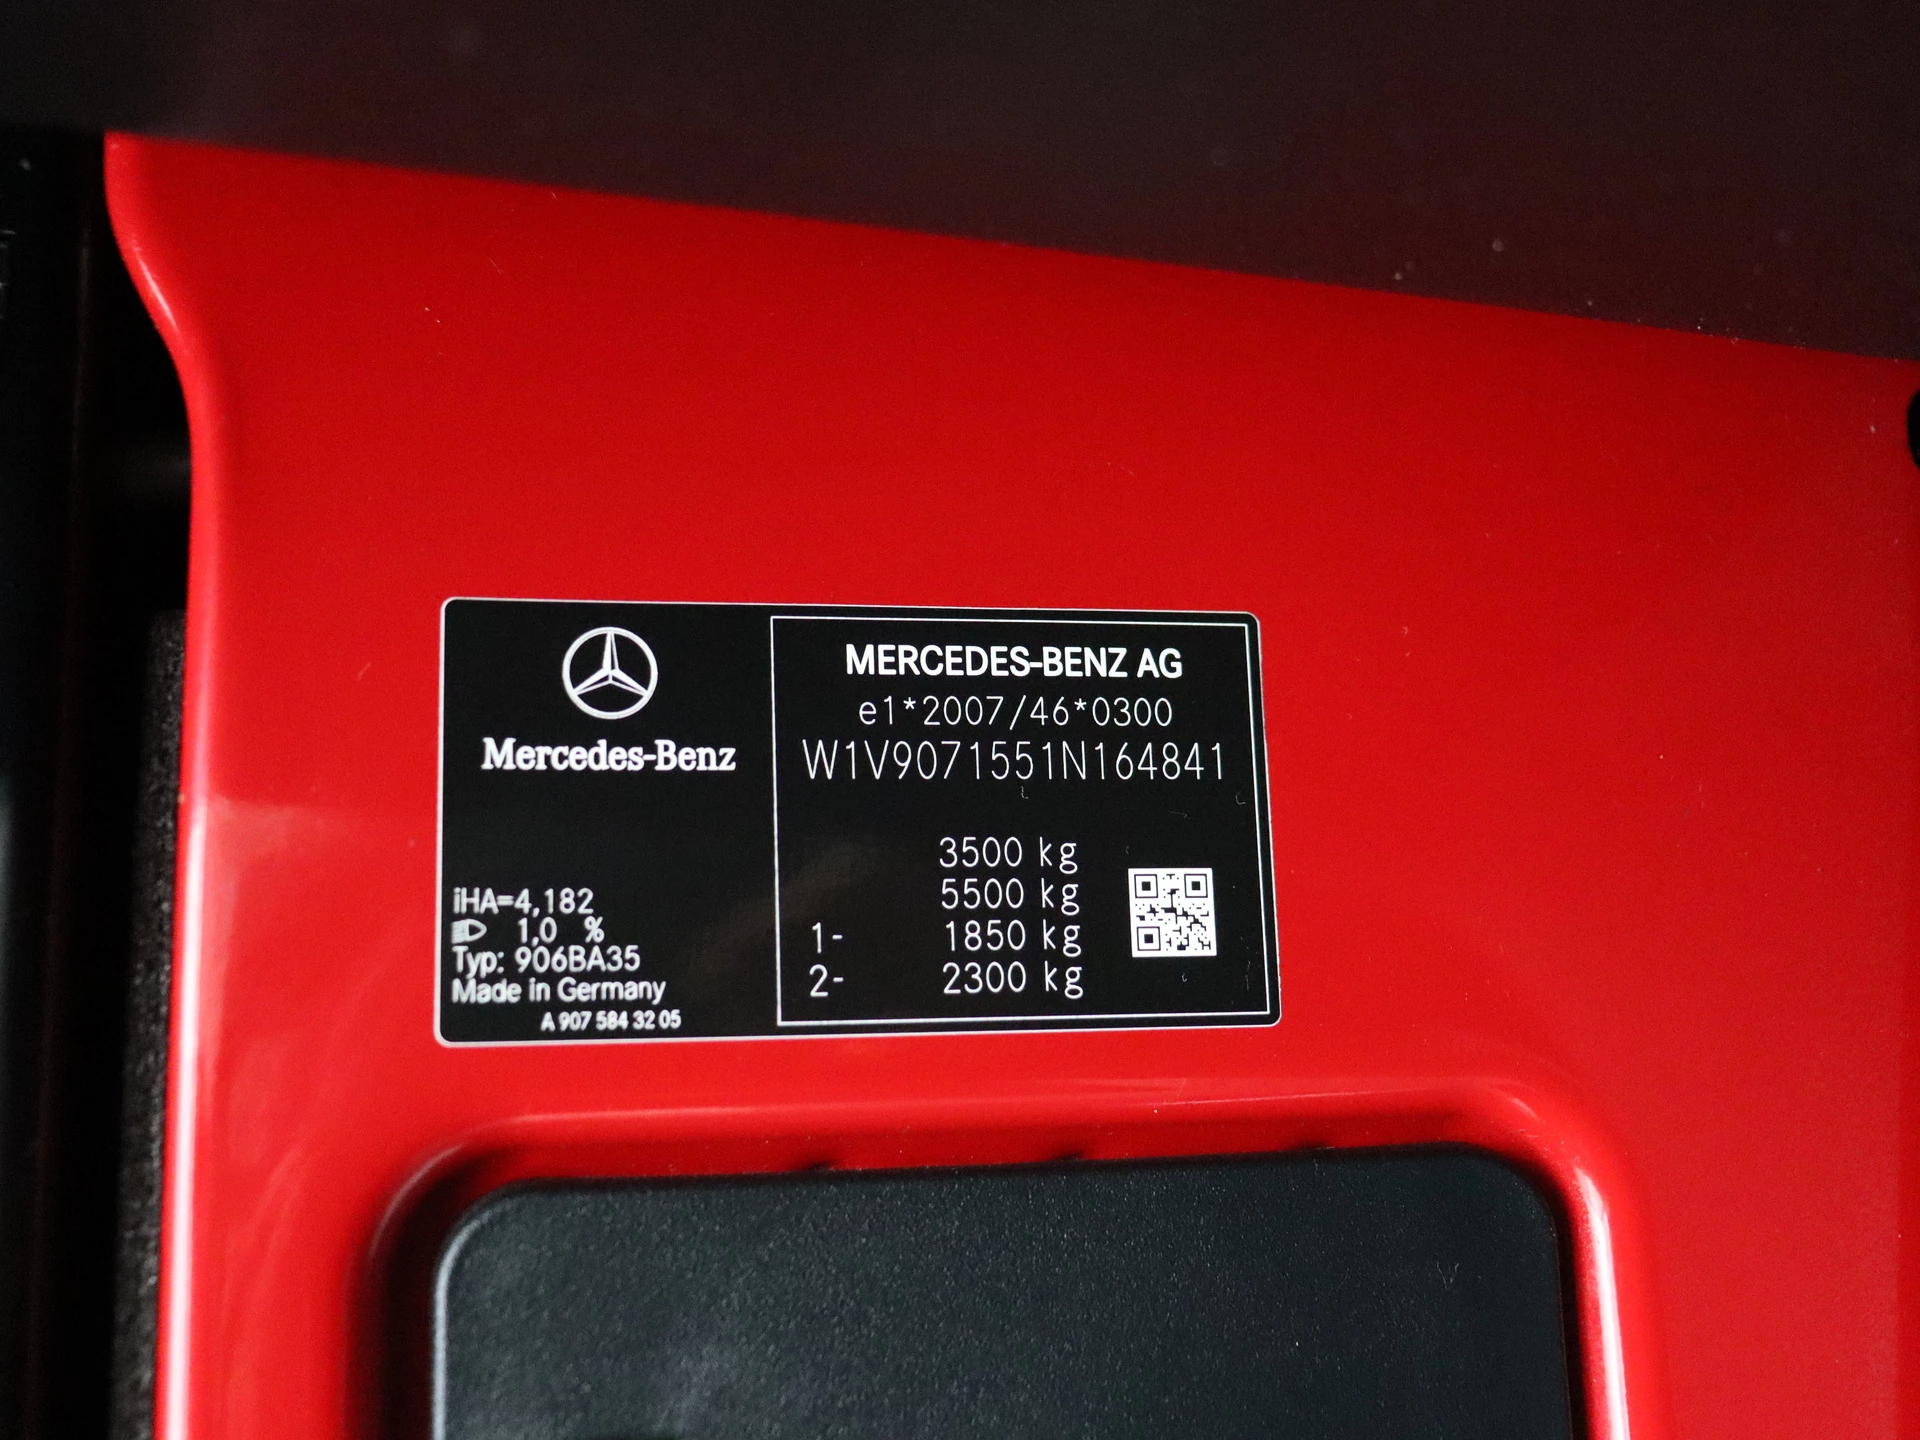 Mercedes-Benz
iHA=4,182
1,0 %
Typ: 906BA35
Made in Germany
A 907 584 32 05
MERCEDES-BENZ AG
e1*2007/46*0300
W1V9071551N164841
3500 kg
5500 kg
1- 1850 kg
2- 2300 kg